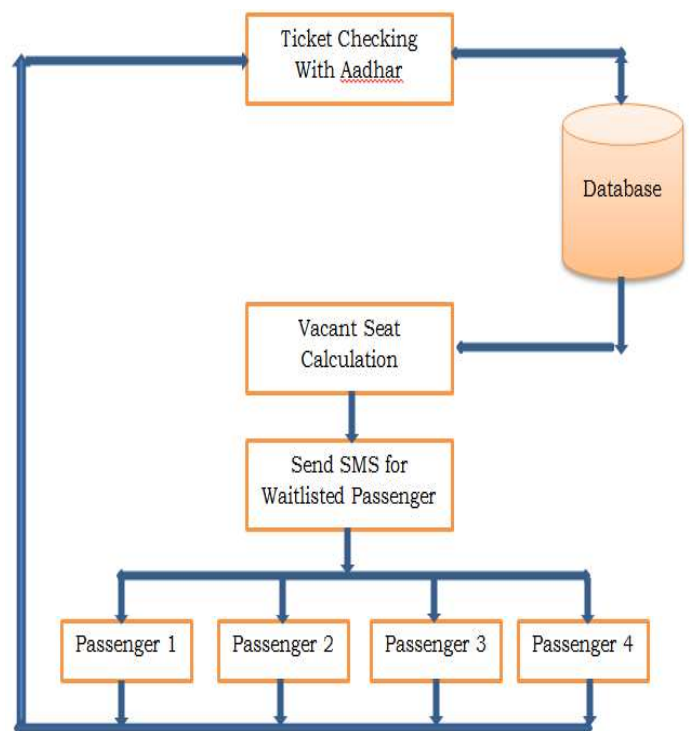 Ticket Checking
With Aadhar
Database
Vacant Seat
Calculation
Send SMS for
Waitlisted Passenger
Passenger 1
Passenger 2
Passenger 3
Passenger 4